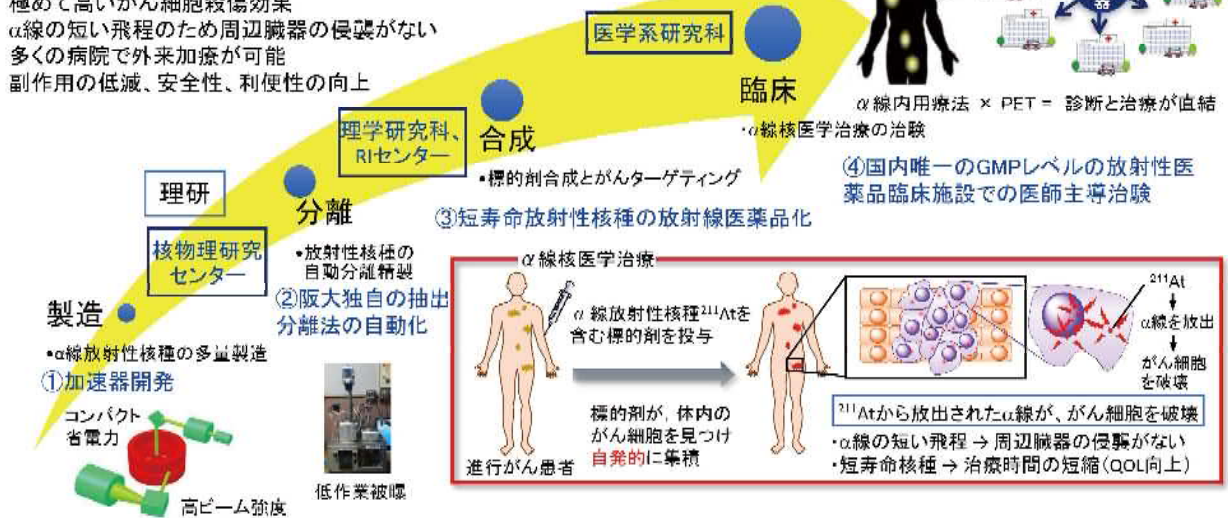 極めて高いがん細胞殺傷効果
α線の短い飛程のため周辺臓器の侵襲がない
多くの病院で外来加療が可能
副作用の低減、安全性、利便性の向上
医学系研究科
器
臨床
・α線核医学治療の治験
α線内用療法 × PET = 診断と治療が直結
④国内唯一のGMPレベルの放射性医
薬品臨床施設での医師主導治験
理学研究科、
RIセンター
合成
・標的剤合成とがんターゲティング
③短寿命放射性核種の放射線医薬品化
理研
分離
・放射性核種の
自動分離精製
②阪大独自の抽出
分離法の自動化
核物理研究
センター
製造
・α線放射性核種の多量製造
①加速器開発
コンパクト
省電力
高ビーム強度
低作業被曝
α線核医学治療
α線放射性核種²¹¹Atを
含む標的剤を投与
標的剤が、体内の
がん細胞を見つけ
自発的に集積
進行がん患者
²¹¹At
↓
α線を放出
↓
がん細胞
を破壊
²¹¹Atから放出されたα線が、がん細胞を破壊
・α線の短い飛程 → 周辺臓器の侵襲がない
・短寿命核種 → 治療時間の短縮(QOL向上)